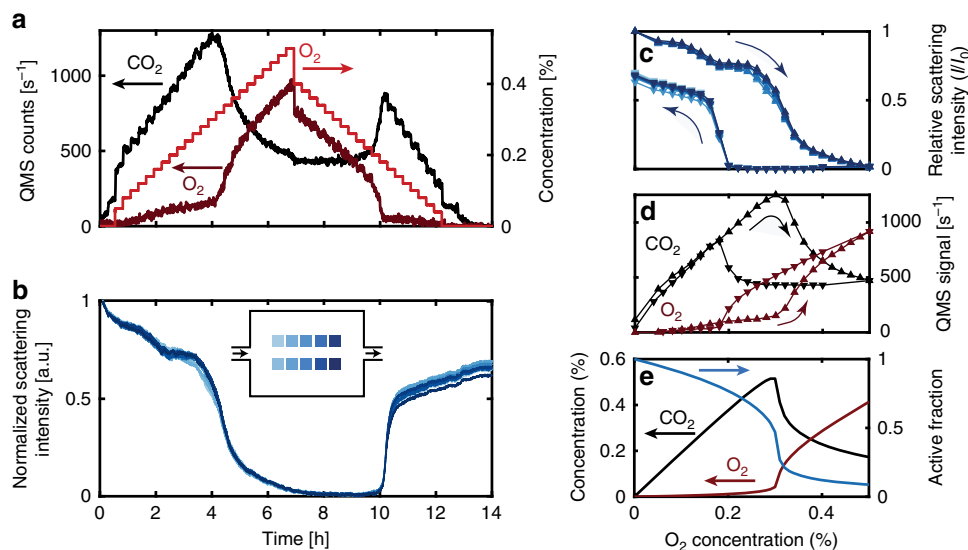 a
CO2
O2
O2
1000
500
0
QMS counts [s−1]
0.4
0.2
0
Concentration [%]
b
1
0.5
0
Normalized scattering
intensity [a.u.]
0 2 4 6 8 10 12 14
Time [h]
c
1
0.5
0
Relative scattering
intensity (I/I0)
d
CO2
O2
1000
500
0
QMS signal [s−1]
e
CO2
O2
0.6
0.4
0.2
0
Concentration (%)
1
0.5
0
Active fraction
0 0.2 0.4
O2 concentration (%)